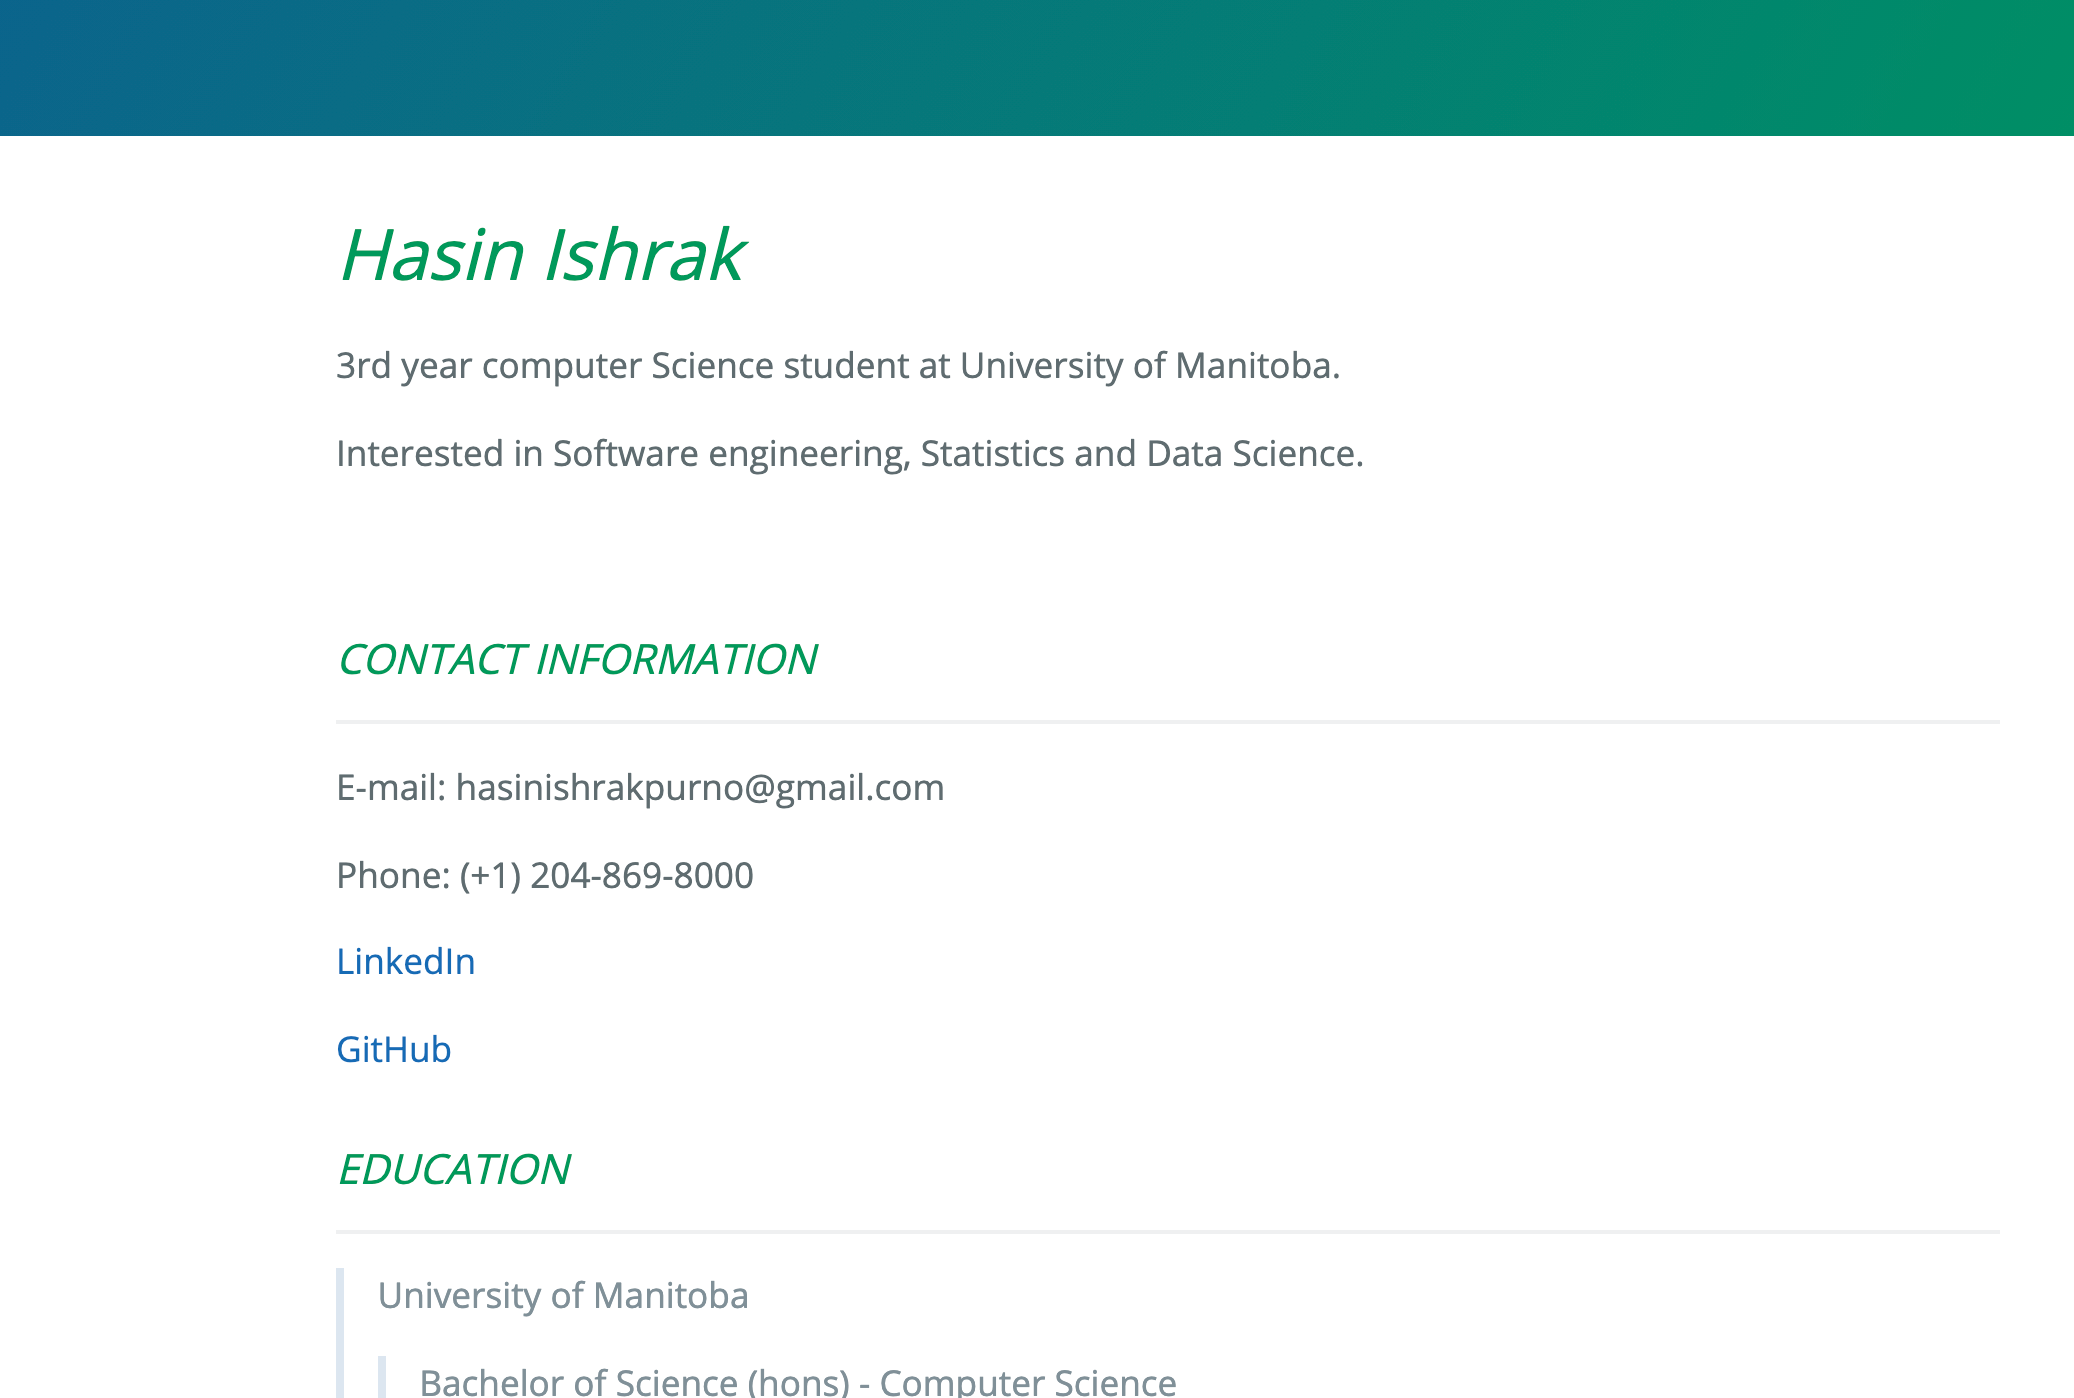 Hasin Ishrak
3rd year computer Science student at University of Manitoba.
Interested in Software engineering, Statistics and Data Science.
CONTACT INFORMATION
E-mail: hasinishrakpurno@gmail.com
Phone: (+1) 204-869-8000
LinkedIn
GitHub
EDUCATION
University of Manitoba
Bachelor of Science (hons) - Computer Science